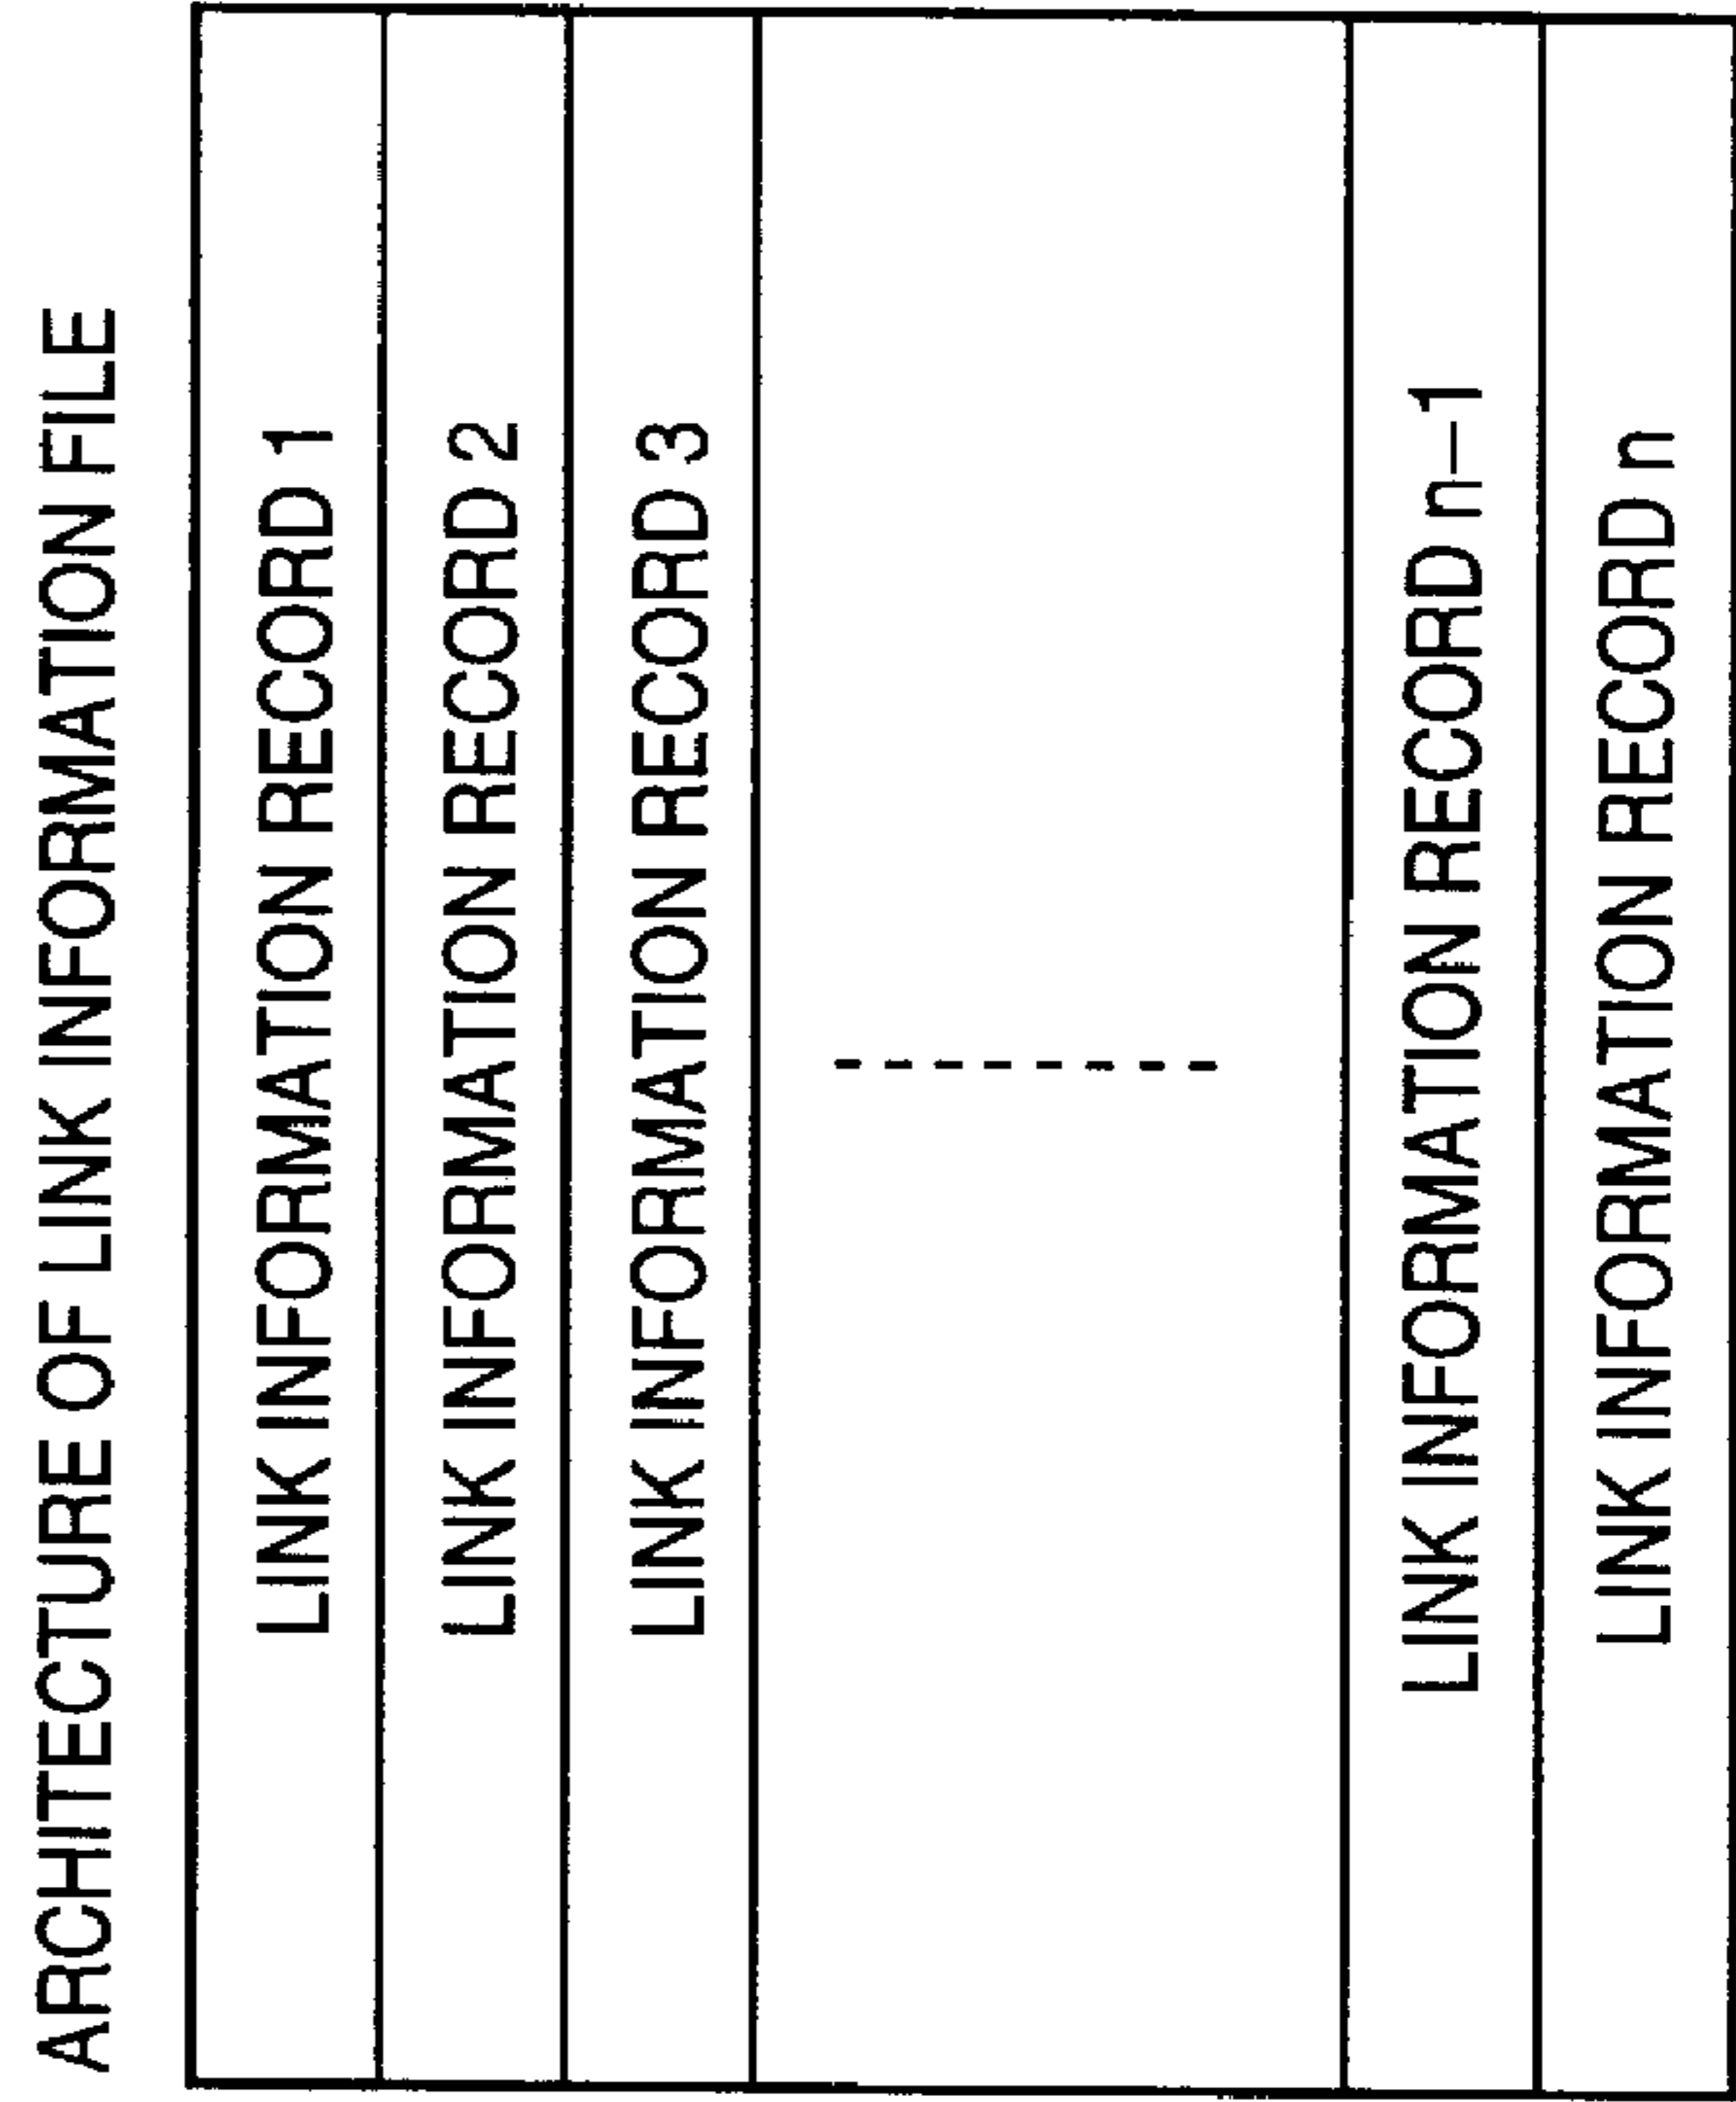 ARCHITECTURE OF LINK INFORMATION FILE
LINK INFORMATION RECORD 1
LINK INFORMATION RECORD 2
LINK INFORMATION RECORD 3
LINK INFORMATION RECORD n–1
LINK INFORMATION RECORD n